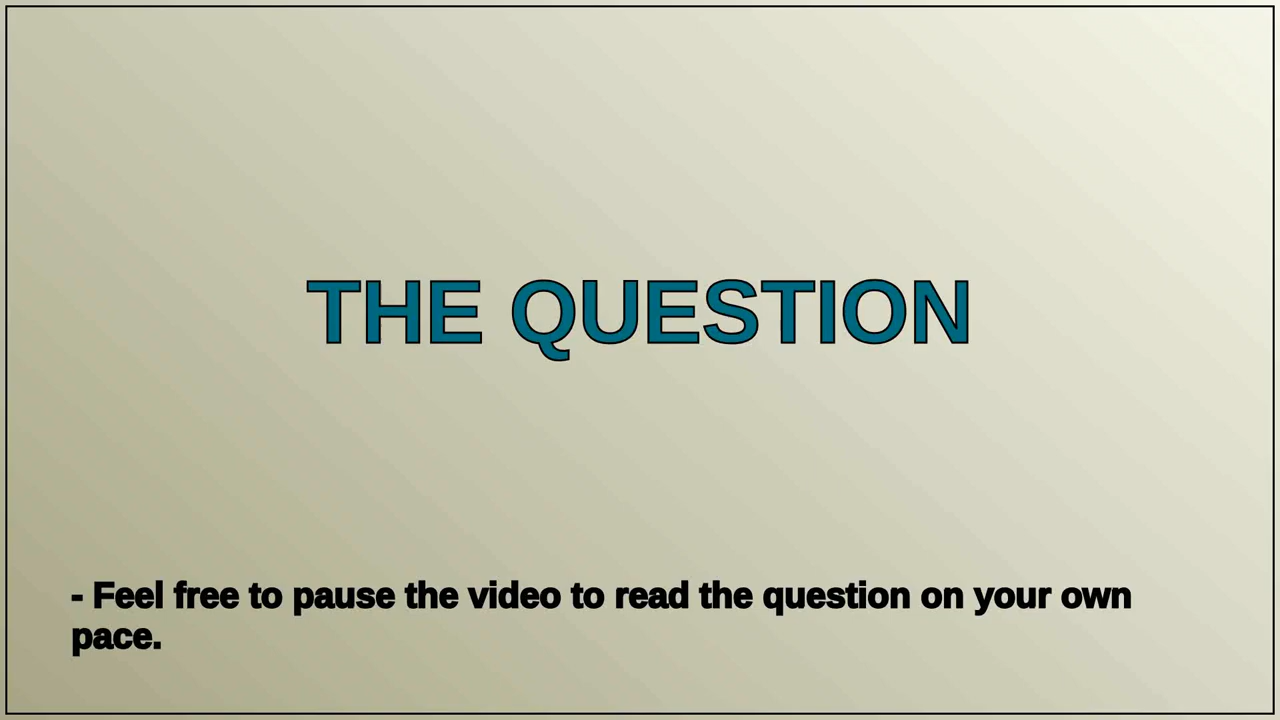 THE QUESTION
- Feel free to pause the video to read the question on your own
pace.